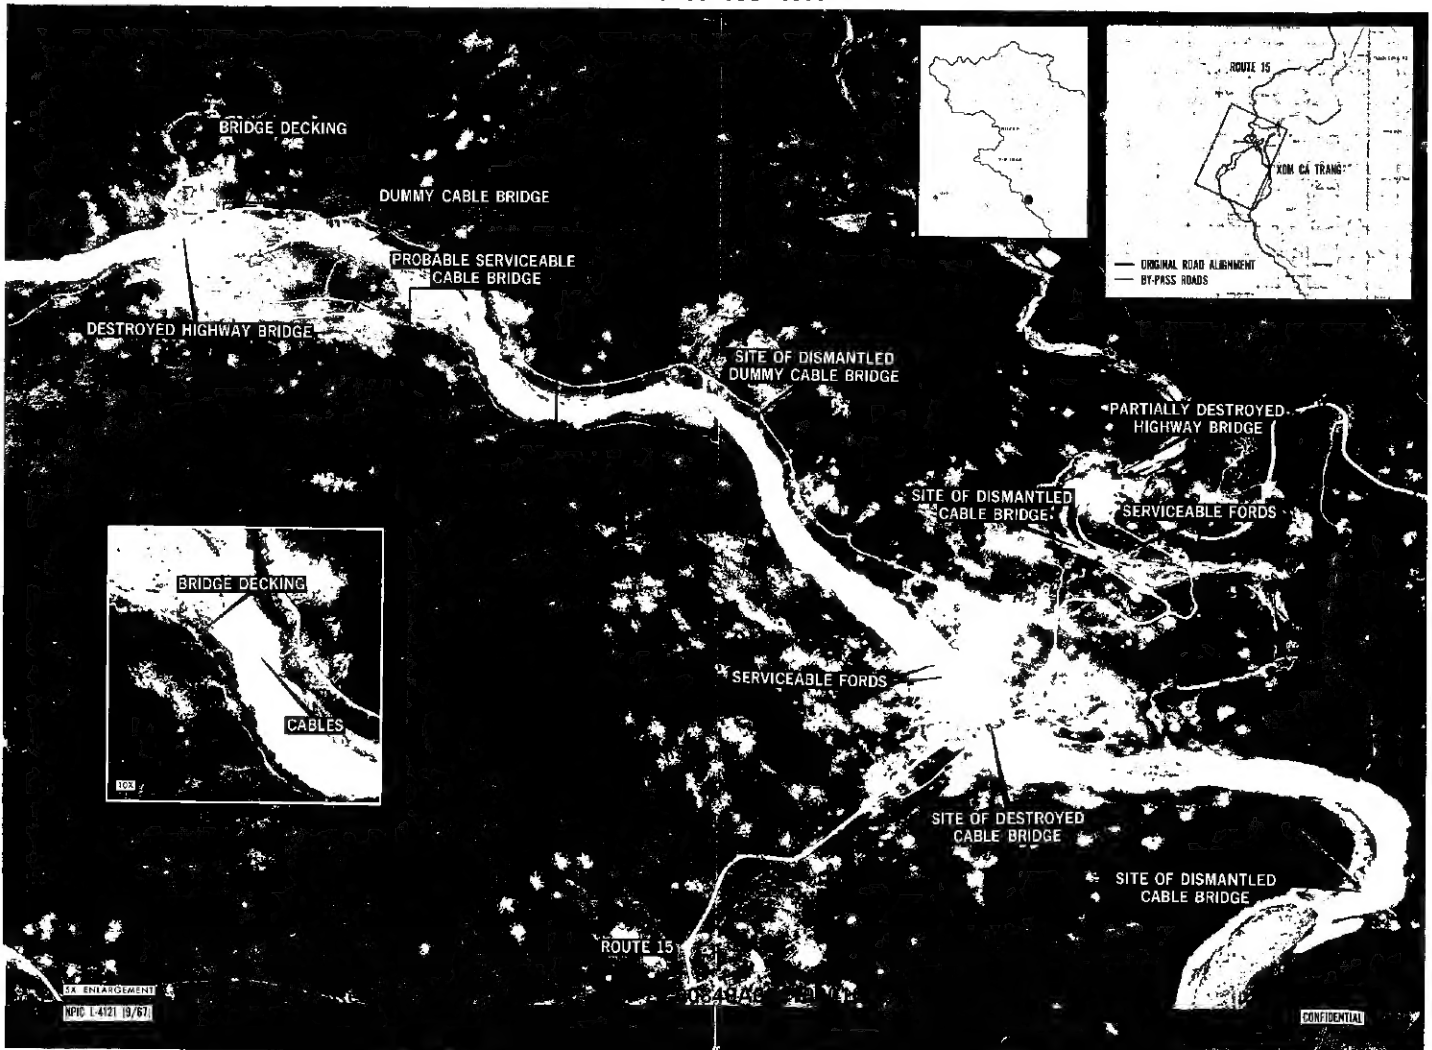 BRIDGE DECKING
DUMMY CABLE BRIDGE
PROBABLE SERVICEABLE
CABLE BRIDGE
DESTROYED HIGHWAY BRIDGE
SITE OF DISMANTLED
DUMMY CABLE BRIDGE
ROUTE 15
XOM CA TRANG
ORIGINAL ROAD ALIGNMENT
BY-PASS ROADS
PARTIALLY DESTROYED
HIGHWAY BRIDGE
SITE OF DISMANTLED
CABLE BRIDGE
SERVICEABLE FORDS
BRIDGE DECKING
CABLES
10X
SERVICEABLE FORDS
SITE OF DESTROYED
CABLE BRIDGE
SITE OF DISMANTLED
CABLE BRIDGE
ROUTE 15
5X ENLARGEMENT
NPIC L-4121 (9/67)
CONFIDENTIAL